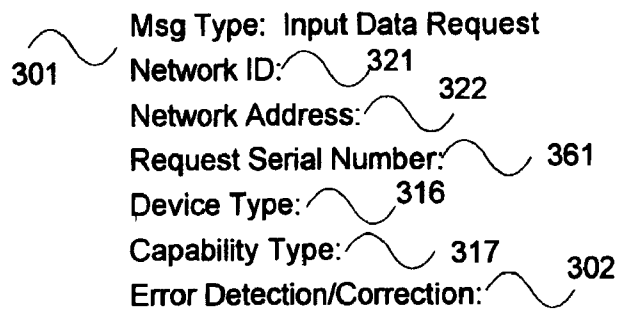 301 Msg Type: Input Data Request
Network ID: 321
Network Address: 322
Request Serial Number: 361
Device Type: 316
Capability Type: 317
Error Detection/Correction: 302